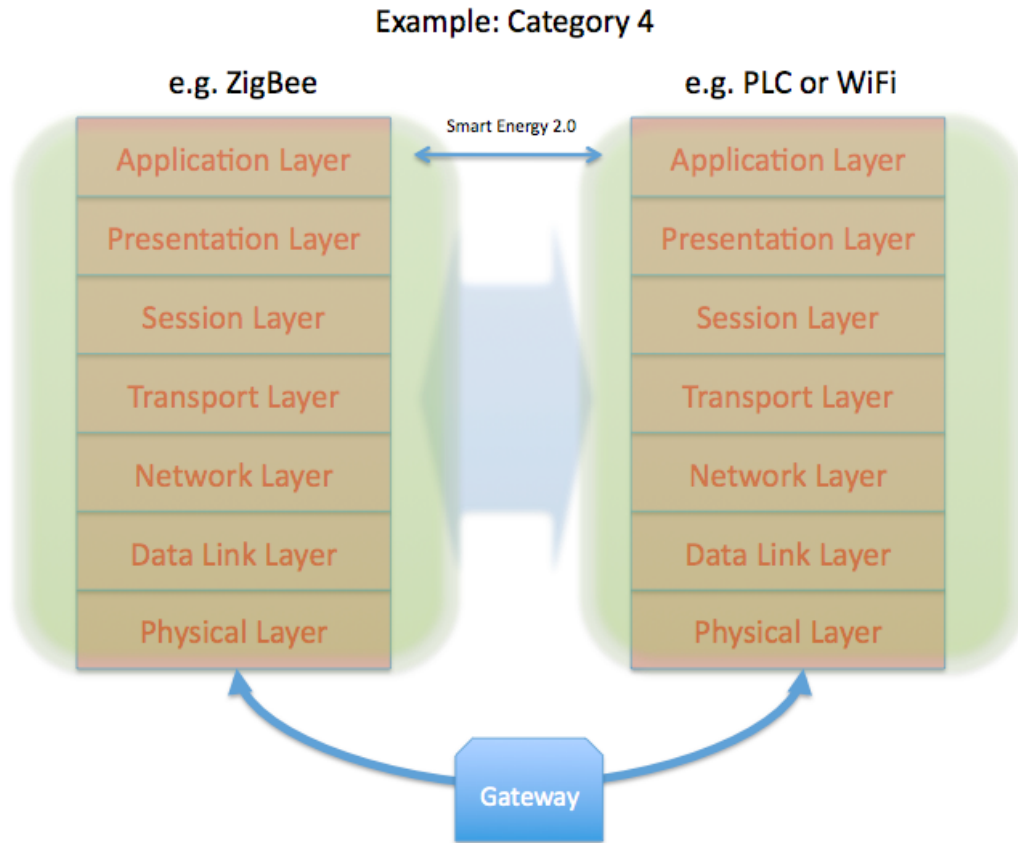 Example: Category 4
e.g. ZigBee
e.g. PLC or WiFi
Smart Energy 2.0
Application Layer
Application Layer
Presentation Layer
Presentation Layer
Session Layer
Session Layer
Transport Layer
Transport Layer
Network Layer
Network Layer
Data Link Layer
Data Link Layer
Physical Layer
Physical Layer
Gateway